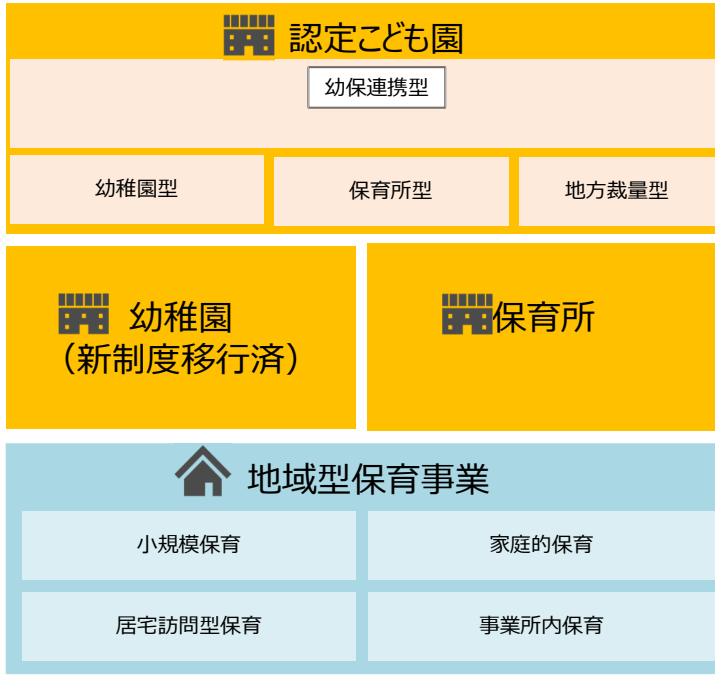 認定こども園
幼保連携型
幼稚園型
保育所型
地方裁量型
幼稚園
（新制度移行済）
保育所
地域型保育事業
小規模保育
家庭的保育
居宅訪問型保育
事業所内保育